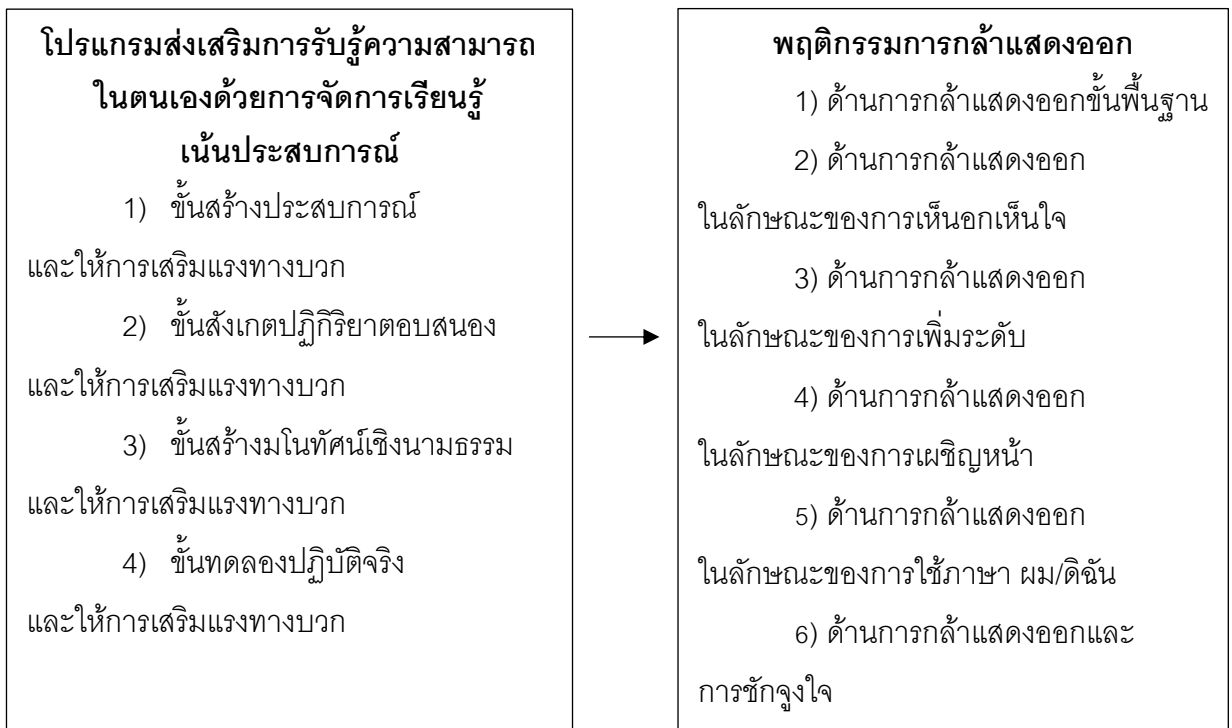 โปรแกรมส่งเสริมการรับรู้ความสามารถ
ในตนเองด้วยการจัดการเรียนรู้
เน้นประสบการณ์
1) ขั้นสร้างประสบการณ์
และให้การเสริมแรงทางบวก
2) ขั้นสังเกตปฏิกิริยาตอบสนอง
และให้การเสริมแรงทางบวก
3) ขั้นสร้างมโนทัศน์เชิงนามธรรม
และให้การเสริมแรงทางบวก
4) ขั้นทดลองปฏิบัติจริง
และให้การเสริมแรงทางบวก
พฤติกรรมการกล้าแสดงออก
1) ด้านการกล้าแสดงออกขั้นพื้นฐาน
2) ด้านการกล้าแสดงออก
ในลักษณะของการเห็นอกเห็นใจ
3) ด้านการกล้าแสดงออก
ในลักษณะของการเพิ่มระดับ
4) ด้านการกล้าแสดงออก
ในลักษณะของการเผชิญหน้า
5) ด้านการกล้าแสดงออก
ในลักษณะของการใช้ภาษา ผม/ดิฉัน
6) ด้านการกล้าแสดงออกและ
การชักจูงใจ